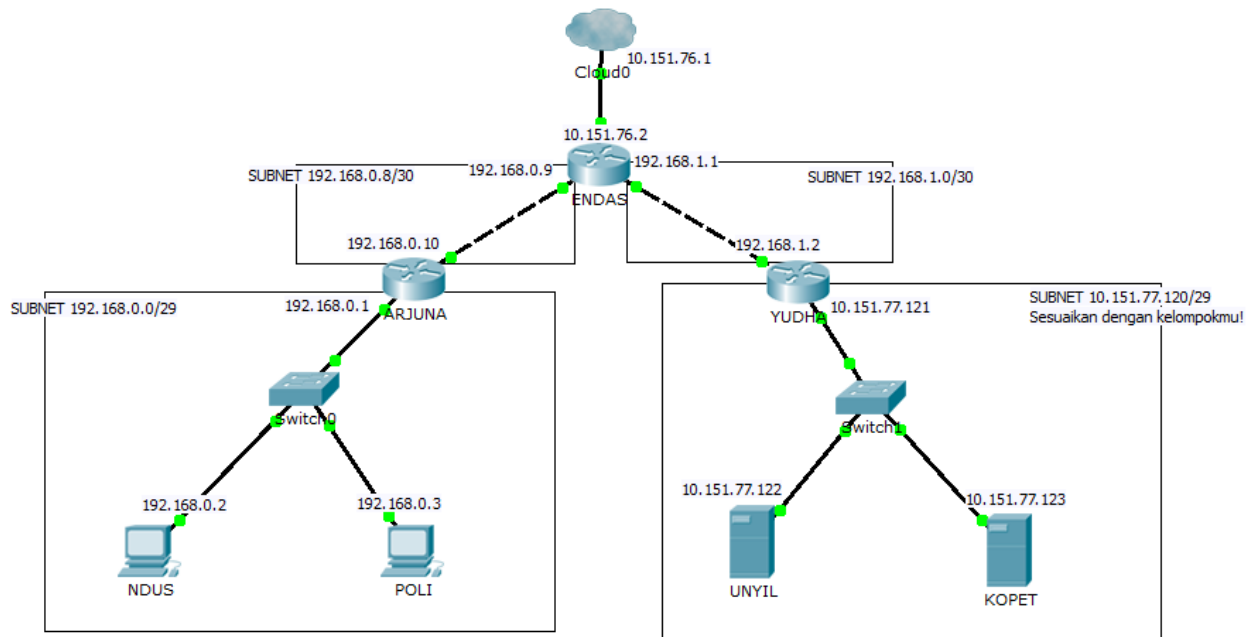 10.151.76.1
Cloud0
10.151.76.2
192.168.0.9
192.168.1.1
SUBNET 192.168.0.8/30
SUBNET 192.168.1.0/30
ENDAS
192.168.0.10
192.168.1.2
SUBNET 192.168.0.0/29
192.168.0.1
ARJUNA
YUDHA
10.151.77.121
SUBNET 10.151.77.120/29
Sesuaikan dengan kelompokmu!
Switch0
Switch1
192.168.0.2
192.168.0.3
10.151.77.122
10.151.77.123
NDUS
POLI
UNYIL
KOPET